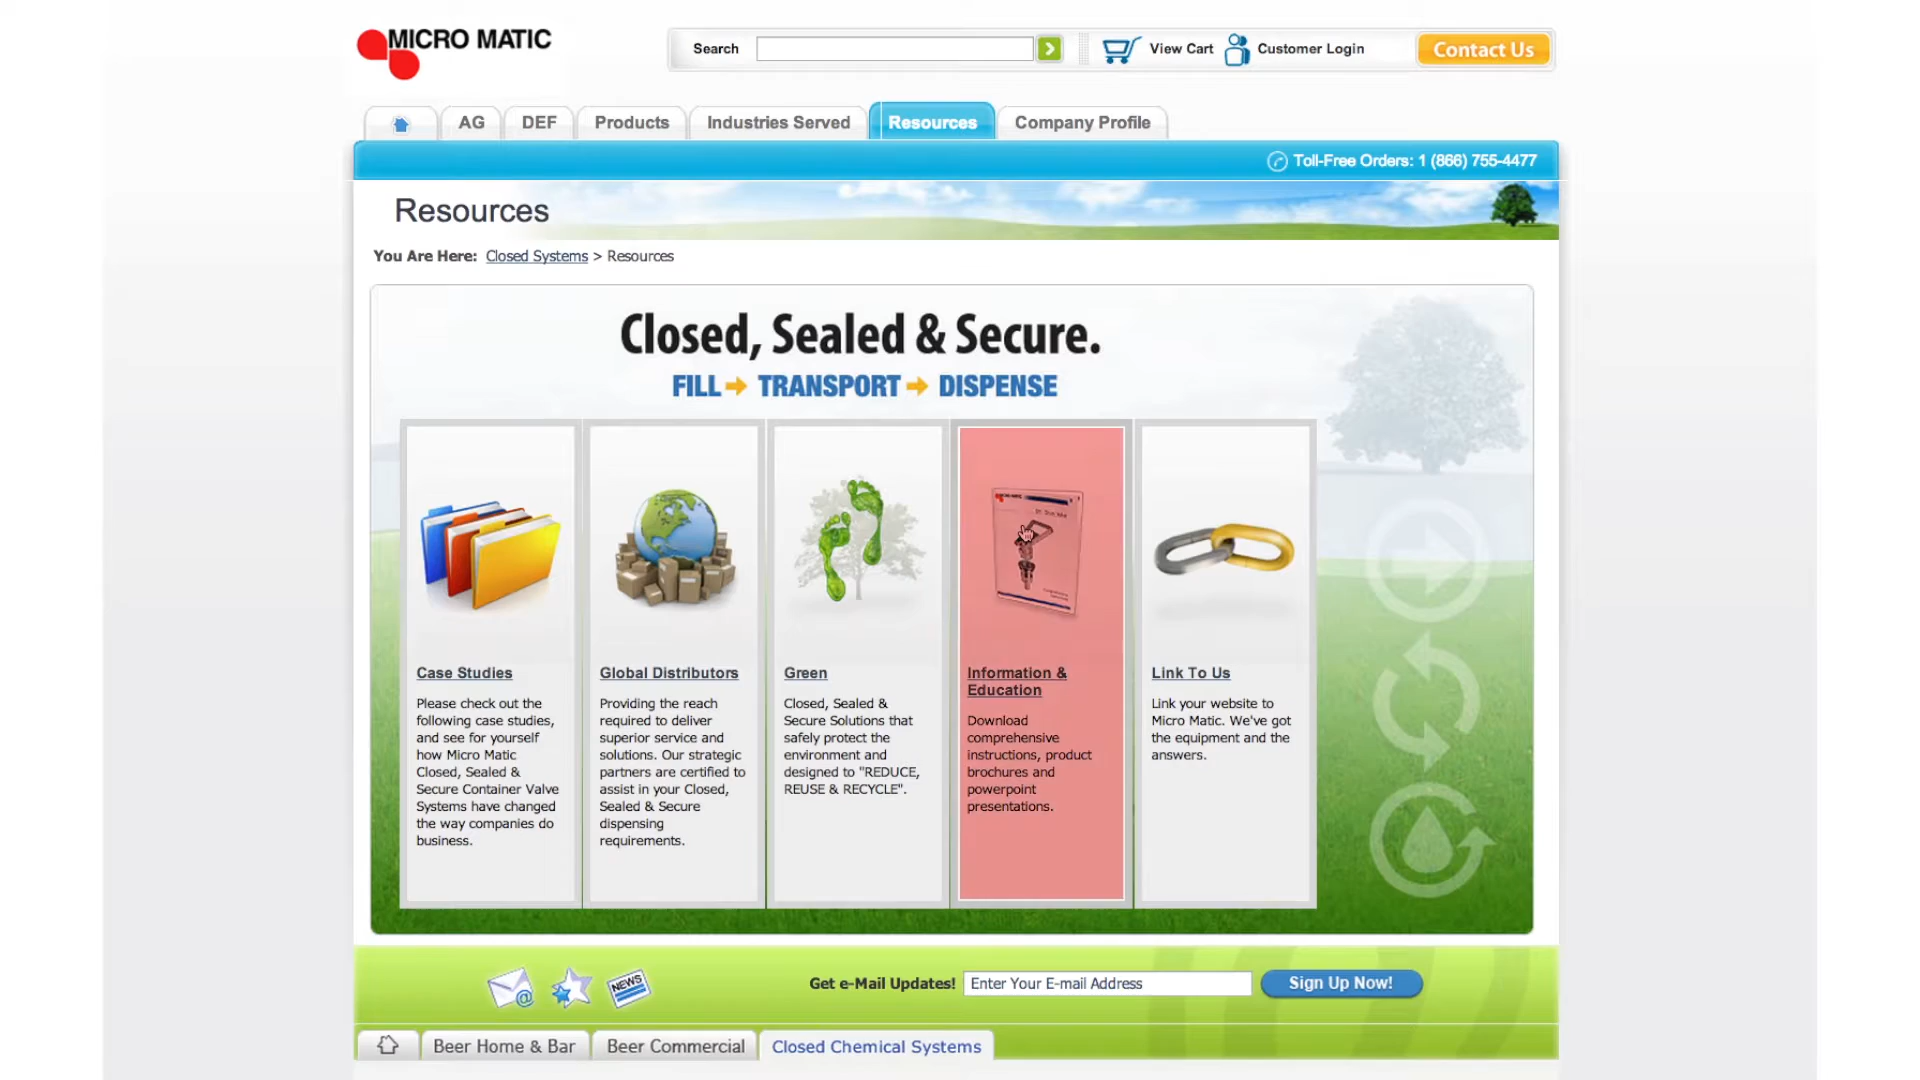 MICRO MATIC
Search
View Cart
Customer Login
Contact Us
AG
DEF
Products
Industries Served
Resources
Company Profile
Toll-Free Orders: 1 (866) 755-4477
Resources
You Are Here: Closed Systems > Resources
Closed, Sealed & Secure.
FILL TRANSPORT DISPENSE
Case Studies
Please check out the
following case studies,
and see for yourself
how Micro Matic
Closed, Sealed &
Secure Container Valve
Systems have changed
the way companies do
business.
Global Distributors
Providing the reach
required to deliver
superior service and
solutions. Our strategic
partners are certified to
assist in your Closed,
Sealed & Secure
dispensing
requirements.
Green
Closed, Sealed &
Secure Solutions that
safely protect the
environment and
designed to "REDUCE,
REUSE & RECYCLE".
MICRO MATIC
Information &
Education
Download
comprehensive
instructions, product
brochures and
powerpoint
presentations.
Link To Us
Link your website to
Micro Matic. We've got
the equipment and the
answers.
NEWS
Get e-Mail Updates!
Enter Your E-mail Address
Sign Up Now!
Beer Home & Bar
Beer Commercial
Closed Chemical Systems